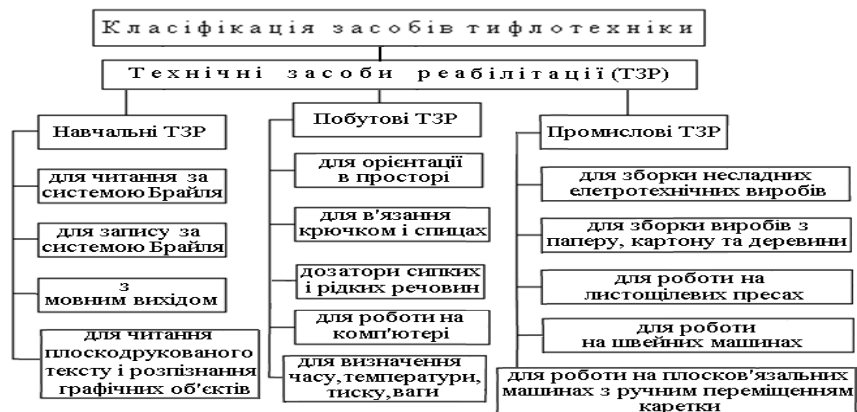 Класіфікація засобів тифлотехніки
Технічні засоби реабілітації (ТЗР)
Навчальні ТЗР
для читання за
системою Брайля
для запису за
системою Брайля
з
мовним вихідом
для читання
плоскодрукованого
тексту і розпізнання
графічних об'єктів
Побутові ТЗР
для орієнтації
в просторі
для в'язання
крючком і спицах
дозатори сипких
і рідких речовин
для роботи на
комп'ютері
для визначення
часу, температури,
тиску, ваги
Промислові ТЗР
для зборки несладних
елетротехнічних виробів
для зборки виробів з
паперу, картону та деревини
для роботи на
листощілевих пресах
для роботи
на швейних машинах
для роботи на плосков'язальних
машинах з ручним переміщенням
каретки